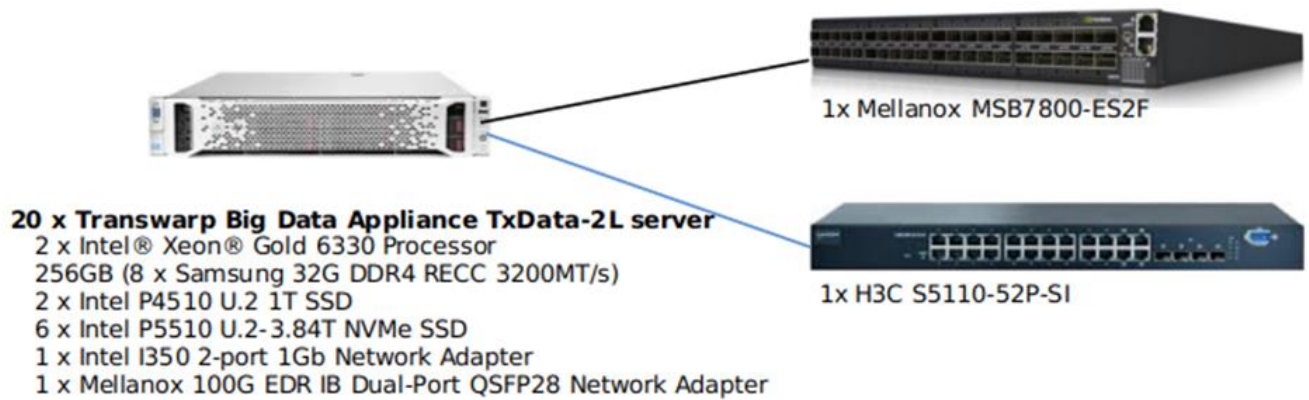 1x Mellanox MSB7800-ES2F
20 x Transwarp Big Data Appliance TxData-2L server
2 x Intel® Xeon® Gold 6330 Processor
256GB (8 x Samsung 32G DDR4 RECC 3200MT/s)
2 x Intel P4510 U.2 1T SSD
6 x Intel P5510 U.2-3.84T NVMe SSD
1 x Intel I350 2-port 1Gb Network Adapter
1 x Mellanox 100G EDR IB Dual-Port QSFP28 Network Adapter
1x H3C S5110-52P-SI